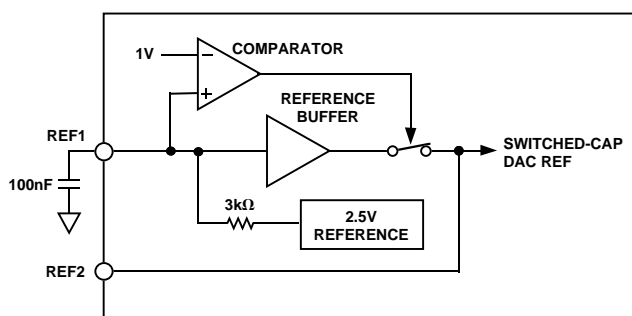 1V
COMPARATOR
REFERENCE
BUFFER
REF1
SWITCHED-CAP
DAC REF
100nF
3kΩ
2.5V
REFERENCE
REF2